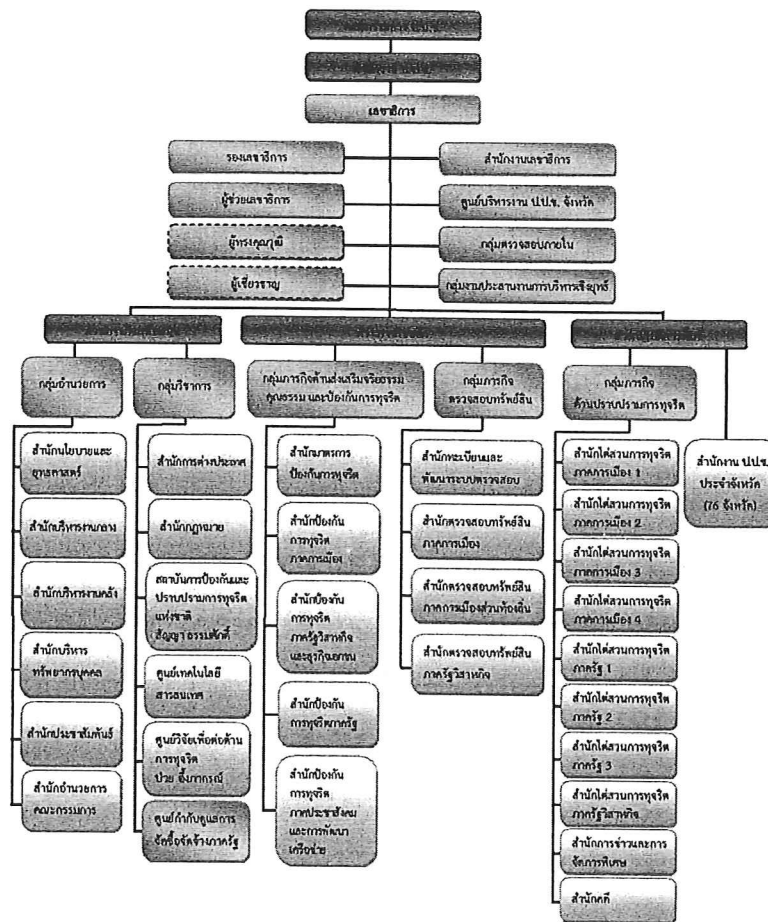 เลขาธิการ
รองเลขาธิการ
สำนักงานเลขาธิการ
ผู้ช่วยเลขาธิการ
ศูนย์บริหารงาน ป.ป.ช. จังหวัด
ผู้ทรงคุณวุฒิ
กลุ่มตรวจสอบภายใน
ผู้เชี่ยวชาญ
กลุ่มงานประสานงานการบริหารเชิงยุทธ์
กลุ่มอำนวยการ
สำนักนโยบายและ
ยุทธศาสตร์
สำนักบริหารงานกลาง
สำนักบริหารงานคลัง
สำนักบริหาร
ทรัพยากรบุคคล
สำนักประชาสัมพันธ์
สำนักอำนวยการ
คณะกรรมการ
กลุ่มวิชาการ
สำนักการต่างประเทศ
สำนักกฎหมาย
สถาบันการป้องกันและ
ปราบปรามการทุจริต
แห่งชาติ
สัญญา ธรรมศักดิ์
ศูนย์เทคโนโลยี
สารสนเทศ
ศูนย์วิจัยเพื่อต่อต้าน
การทุจริต
ป๋วย อึ๊งภากรณ์
ศูนย์กำกับดูแลการ
จัดซื้อจัดจ้างภาครัฐ
กลุ่มภารกิจด้านส่งเสริมจริยธรรม
คุณธรรม และป้องกันการทุจริต
สำนักมาตรการ
ป้องกันการทุจริต
สำนักป้องกัน
การทุจริต
ภาคการเมือง
สำนักป้องกัน
การทุจริต
ภาครัฐวิสาหกิจ
และธุรกิจเอกชน
สำนักป้องกัน
การทุจริตภาครัฐ
สำนักป้องกัน
การทุจริต
ภาคประชาสังคม
และการพัฒนา
เครือข่าย
กลุ่มภารกิจ
ตรวจสอบทรัพย์สิน
สำนักทะเบียนและ
พัฒนาระบบตรวจสอบ
สำนักตรวจสอบทรัพย์สิน
ภาคการเมือง
สำนักตรวจสอบทรัพย์สิน
ภาคการเมืองส่วนท้องถิ่น
สำนักตรวจสอบทรัพย์สิน
ภาครัฐวิสาหกิจ
กลุ่มภารกิจ
ด้านปราบปรามการทุจริต
สำนักไต่สวนการทุจริต
ภาคการเมือง 1
สำนักไต่สวนการทุจริต
ภาคการเมือง 2
สำนักไต่สวนการทุจริต
ภาคการเมือง 3
สำนักไต่สวนการทุจริต
ภาคการเมือง 4
สำนักไต่สวนการทุจริต
ภาครัฐ 1
สำนักไต่สวนการทุจริต
ภาครัฐ 2
สำนักไต่สวนการทุจริต
ภาครัฐ 3
สำนักไต่สวนการทุจริต
ภาครัฐวิสาหกิจ
สำนักการข่าวและการ
จัดการพิเศษ
สำนักคดี
สำนักงาน ป.ป.ช.
ประจำจังหวัด
(76 จังหวัด)